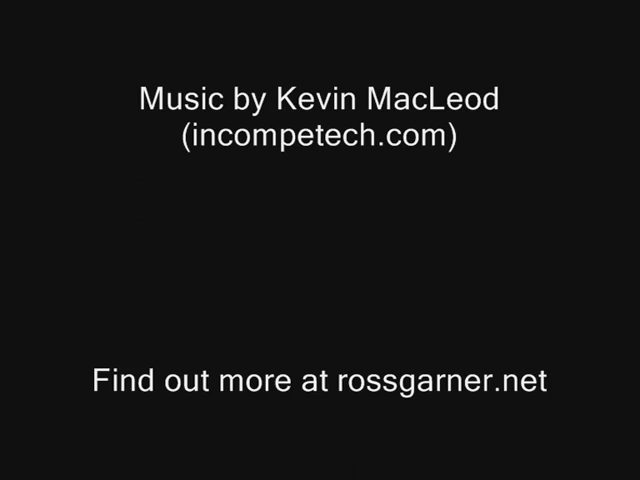 Music by Kevin MacLeod
(incompetech.com)
Find out more at rossgarner.net